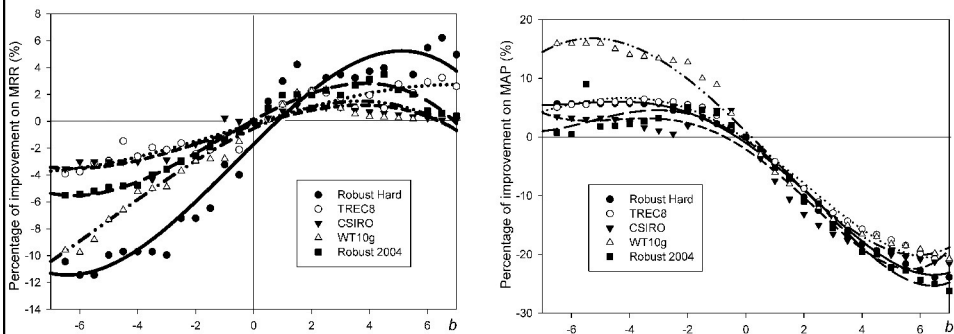 Percentage of improvement on MRR (%)
8
6
4
2
0
-2
-4
-6
-8
-10
-12
-14
-6
-4
-2
0
2
4
6
b
Robust Hard
TREC8
CSIRO
WT10g
Robust 2004
Percentage of improvement on MAP (%)
20
10
0
-10
-20
-30
-6
-4
-2
0
2
4
6
b
Robust Hard
TREC8
CSIRO
WT10g
Robust 2004